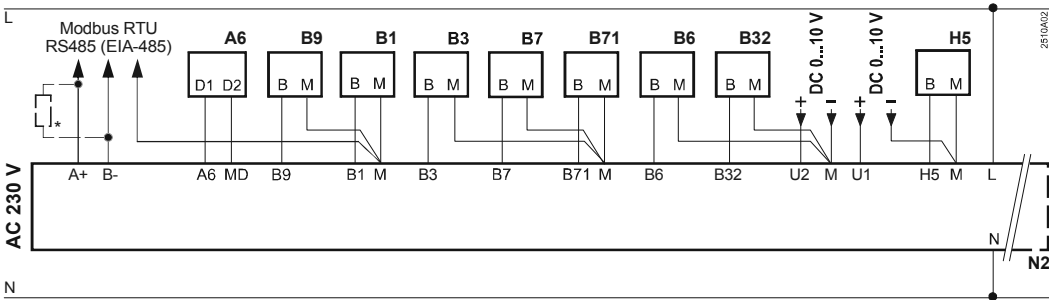 L
Modbus RTU
RS485 (EIA-485)
A6 B9 B1 B3 B7 B71 B6 B32 DC 0...10 V DC 0...10 V H5
2510A02
D1 D2 B M B M B M B M B M B M B M + - + - B M
*
A+ B- A6 MD B9 B1 M B3 B7 B71 M B6 B32 U2 M U1 H5 M L
AC 230 V
N
N2
N